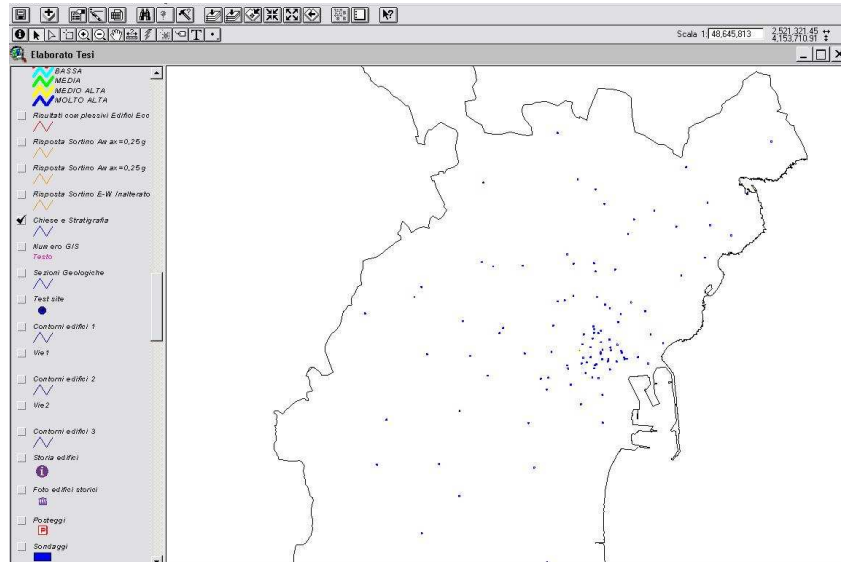 Scala 1: 48,645,813
2,521,321.45
4,153,710.91
Elaborato Tesi
BASSA
MEDIA
MEDIO ALTA
MOLTO ALTA
Risultati complessivi Edifici Ecc
Risposta Sortino Amax=0,25g
Risposta Sortino Amax=0,25g
Risposta Sortino E-W Inalterato
Chiese e Stratigrafia
Numero GIS
Testo
Sezioni Geologiche
Test site
Contorni edifici 1
Vie1
Contorni edifici 2
Vie2
Contorni edifici 3
Storia edifici
Foto edifici storici
Posteggi
P
Sondaggi